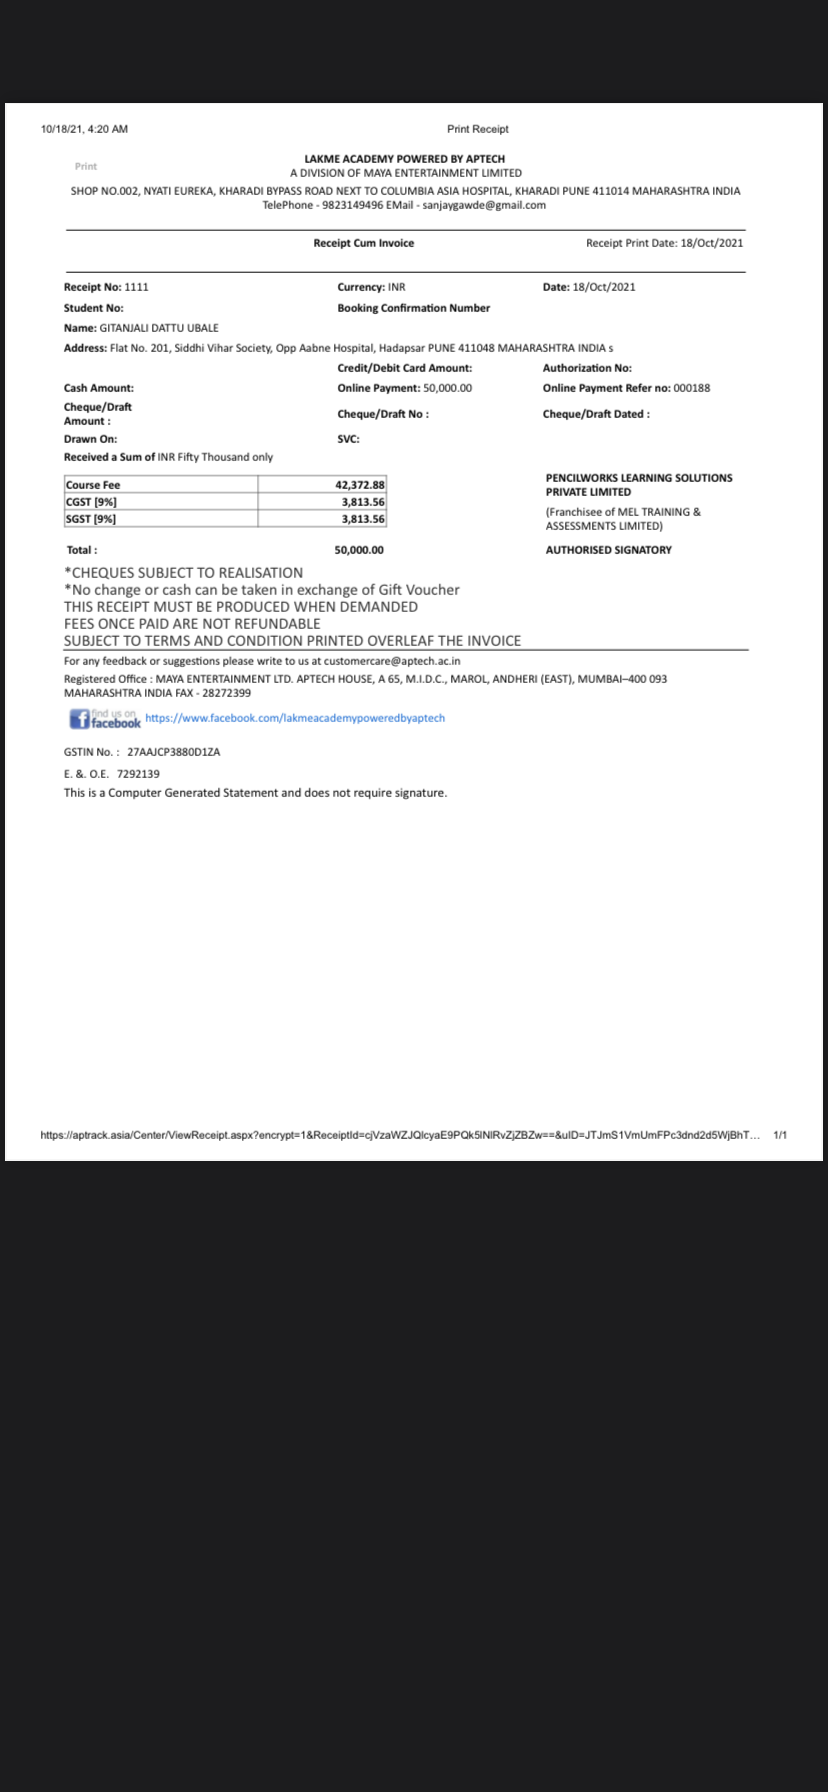 10/18/21, 4:20 AM Print Receipt
Print
LAKME ACADEMY POWERED BY APTECH
A DIVISION OF MAYA ENTERTAINMENT LIMITED
SHOP NO.002, NYATI EUREKA, KHARADI BYPASS ROAD NEXT TO COLUMBIA ASIA HOSPITAL, KHARADI PUNE 411014 MAHARASHTRA INDIA
TelePhone - 9823149496 EMail - sanjaygawde@gmail.com
Receipt Cum Invoice Receipt Print Date: 18/Oct/2021
Receipt No: 1111 Currency: INR Date: 18/Oct/2021
Student No: Booking Confirmation Number
Name: GITANJALI DATTU UBALE
Address: Flat No. 201, Siddhi Vihar Society, Opp Aabne Hospital, Hadapsar PUNE 411048 MAHARASHTRA INDIA s
Credit/Debit Card Amount: Authorization No:
Cash Amount: Online Payment: 50,000.00 Online Payment Refer no: 000188
Cheque/Draft Amount : Cheque/Draft No : Cheque/Draft Dated :
Drawn On: SVC:
Received a Sum of INR Fifty Thousand only
Course Fee 42,372.88
CGST [9%] 3,813.56
SGST [9%] 3,813.56
PENCILWORKS LEARNING SOLUTIONS
PRIVATE LIMITED
(Franchisee of MEL TRAINING &
ASSESSMENTS LIMITED)
Total : 50,000.00 AUTHORISED SIGNATORY
*CHEQUES SUBJECT TO REALISATION
*No change or cash can be taken in exchange of Gift Voucher
THIS RECEIPT MUST BE PRODUCED WHEN DEMANDED
FEES ONCE PAID ARE NOT REFUNDABLE
SUBJECT TO TERMS AND CONDITION PRINTED OVERLEAF THE INVOICE
For any feedback or suggestions please write to us at customercare@aptech.ac.in
Registered Office : MAYA ENTERTAINMENT LTD. APTECH HOUSE, A 65, M.I.D.C., MAROL, ANDHERI (EAST), MUMBAI–400 093
MAHARASHTRA INDIA FAX - 28272399
find us on facebook https://www.facebook.com/lakmeacademypoweredbyaptech
GSTIN No. : 27AAJCP3880D1ZA
E. &. O.E. 7292139
This is a Computer Generated Statement and does not require signature.
https://aptrack.asia/Center/ViewReceipt.aspx?encrypt=1&ReceiptId=cjVzaWZJQlcyaE9PQk5lNlRvZjZBZw==&uID=JTJmS1VmUmFPc3dnd2d5WjBhT… 1/1